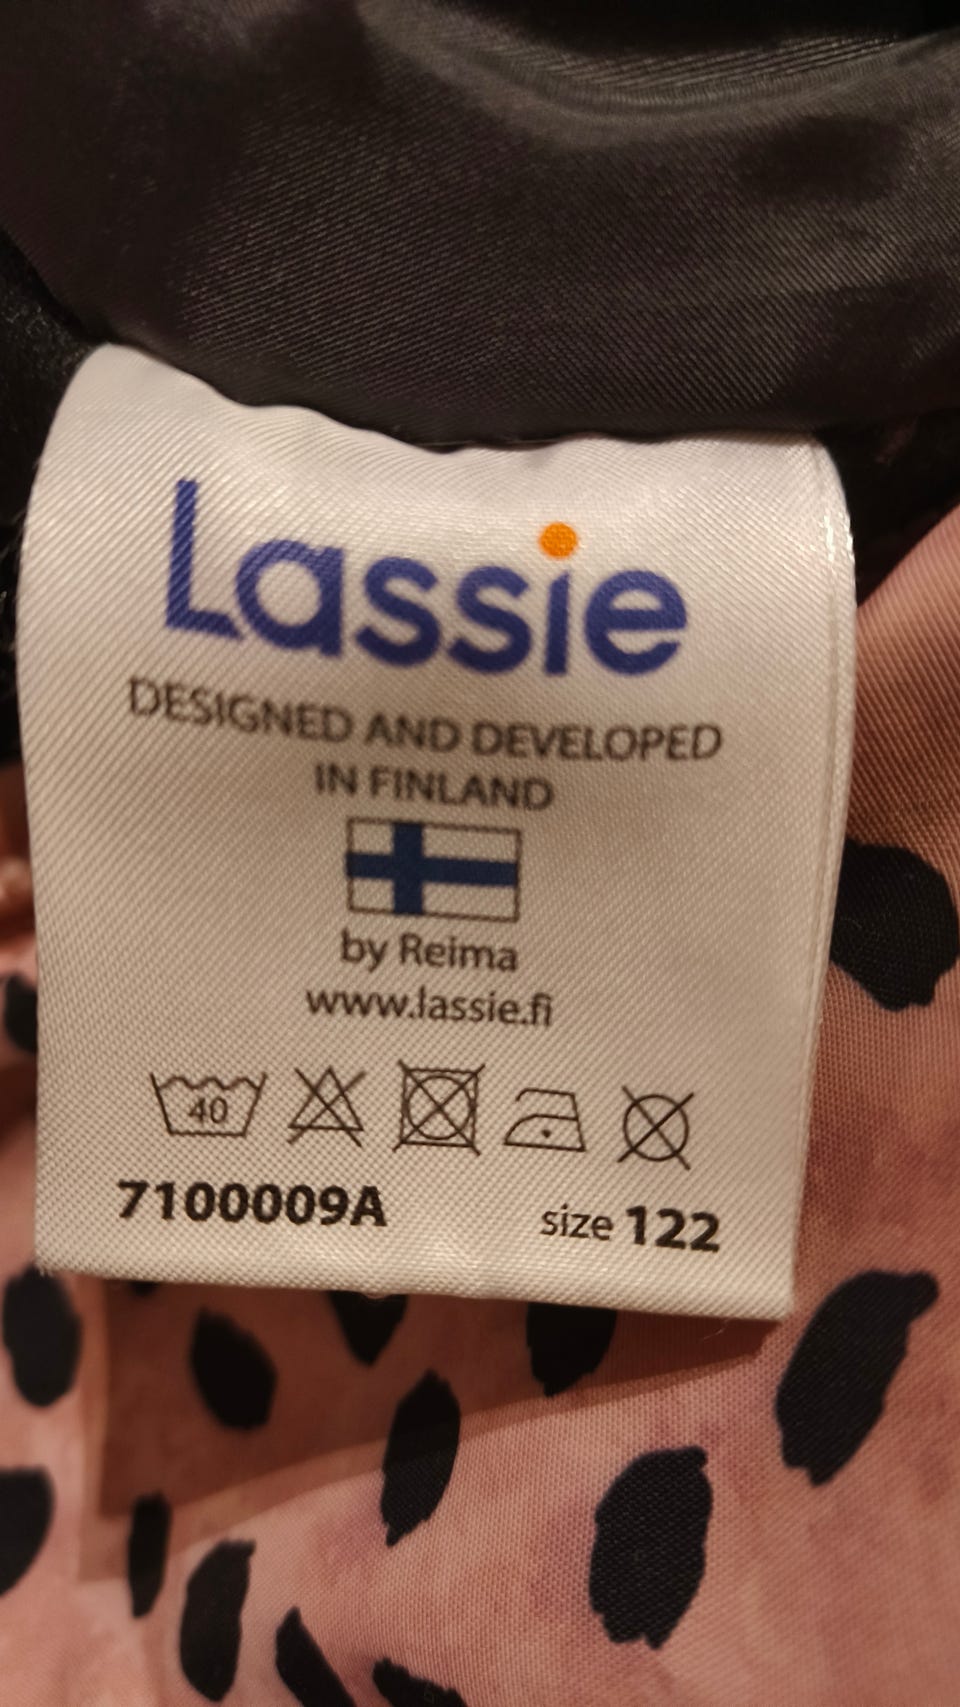 Lassie
DESIGNED AND DEVELOPED
IN FINLAND
by Reima
www.lassie.fi
40
7100009A size 122